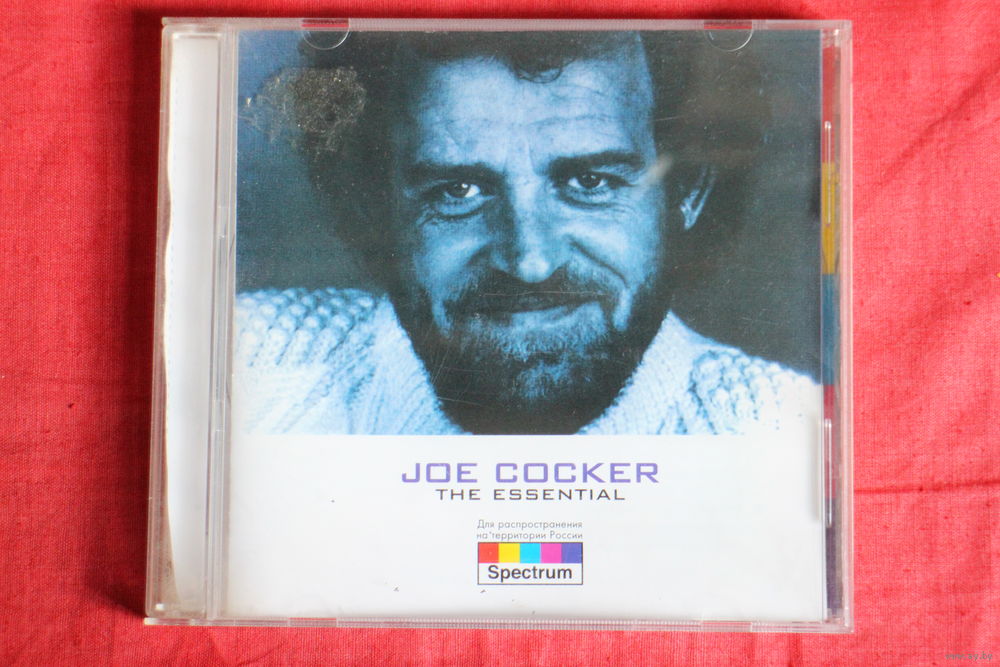 JOE COCKER
THE ESSENTIAL
Для распространения
на территории России
Spectrum